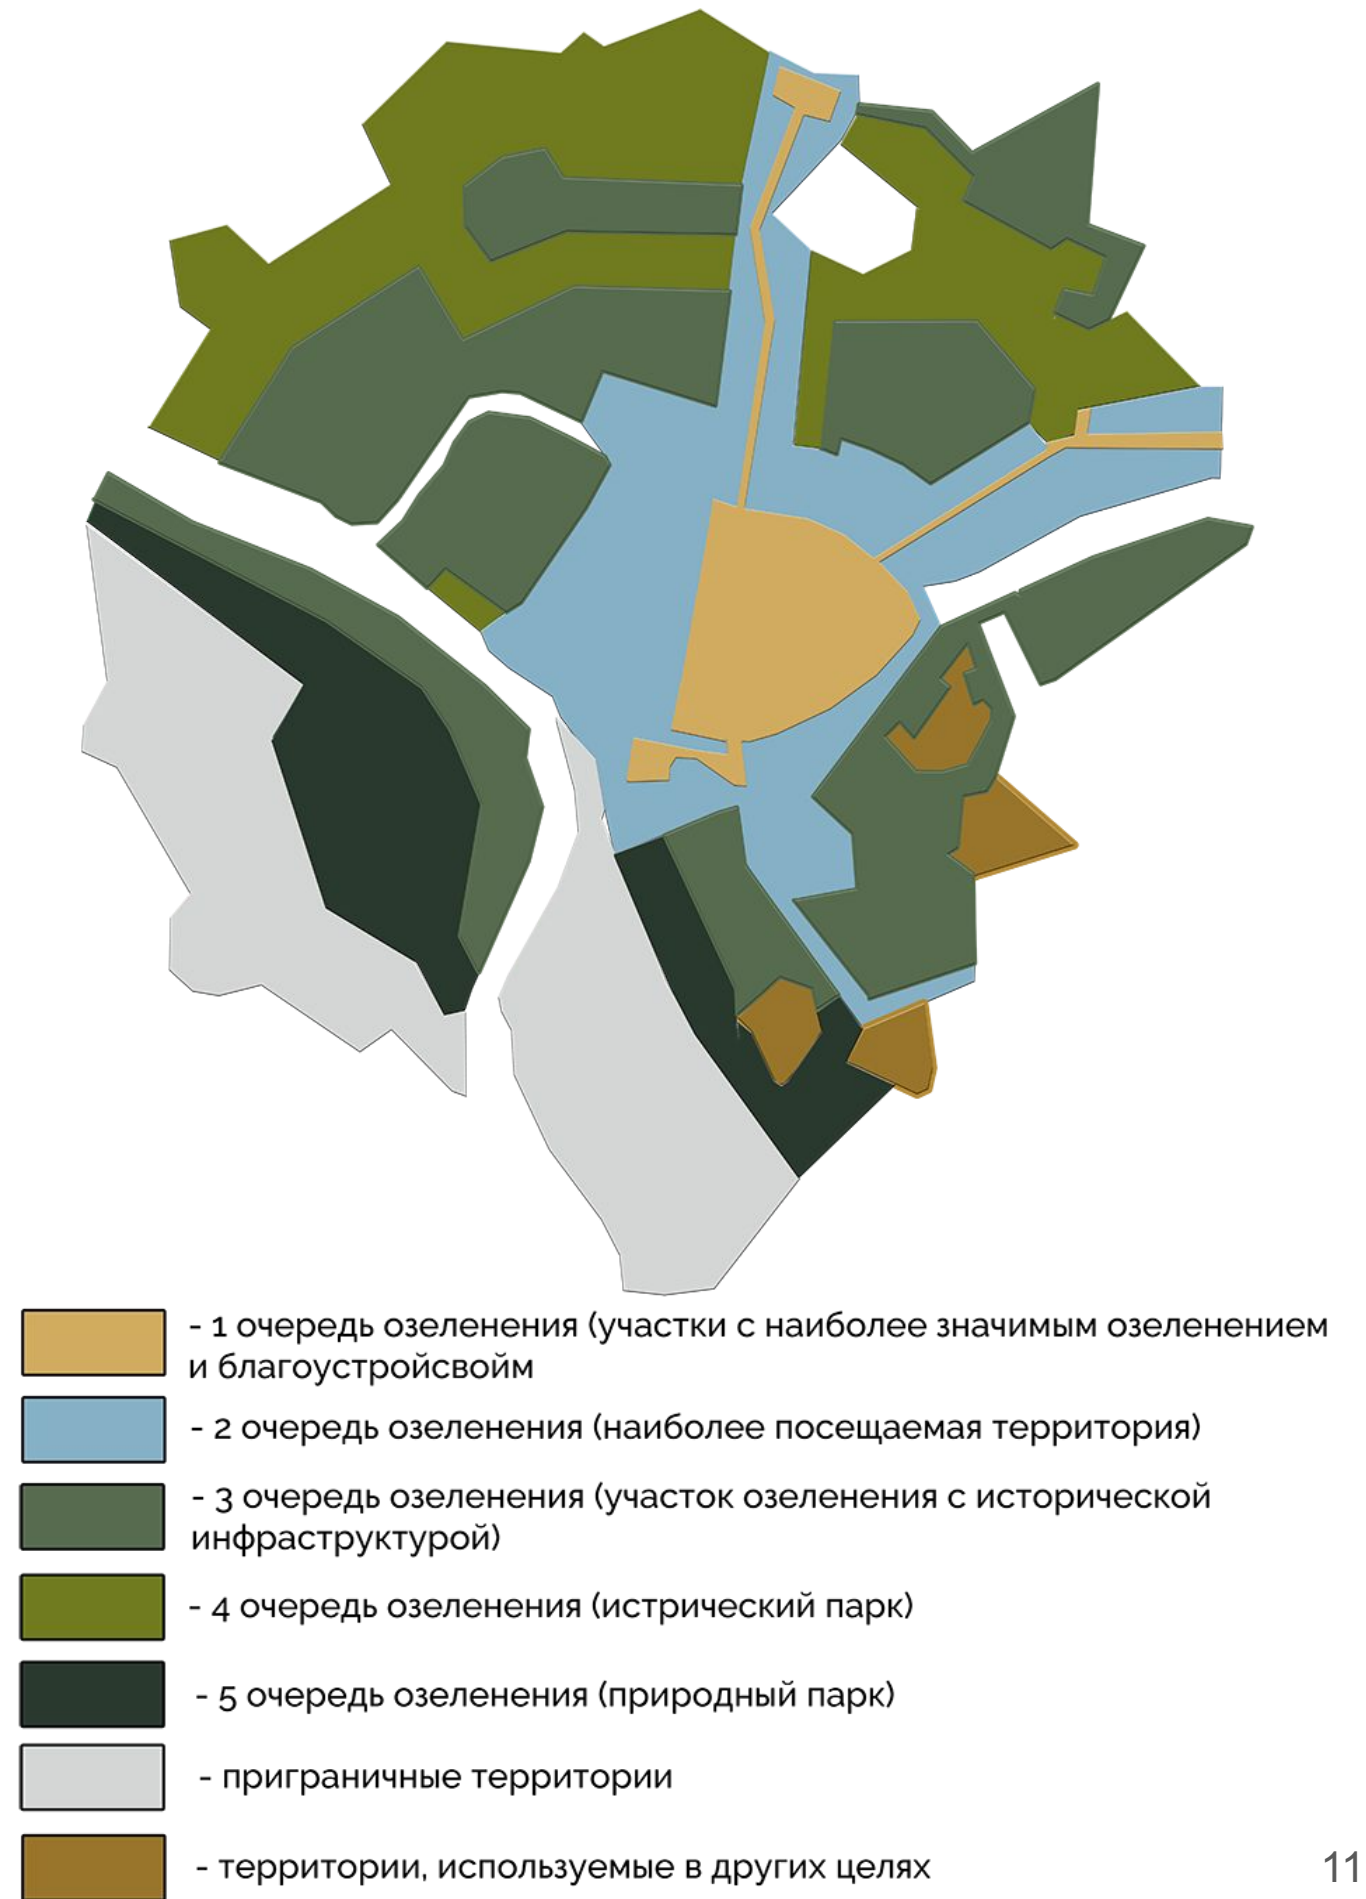 - 1 очередь озеленения (участки с наиболее значимым озеленением
и благоустройсвойм
- 2 очередь озеленения (наиболее посещаемая территория)
- 3 очередь озеленения (участок озеленения с исторической
инфраструктурой)
- 4 очередь озеленения (истрический парк)
- 5 очередь озеленения (природный парк)
- приграничные территории
- территории, используемые в других целях
11